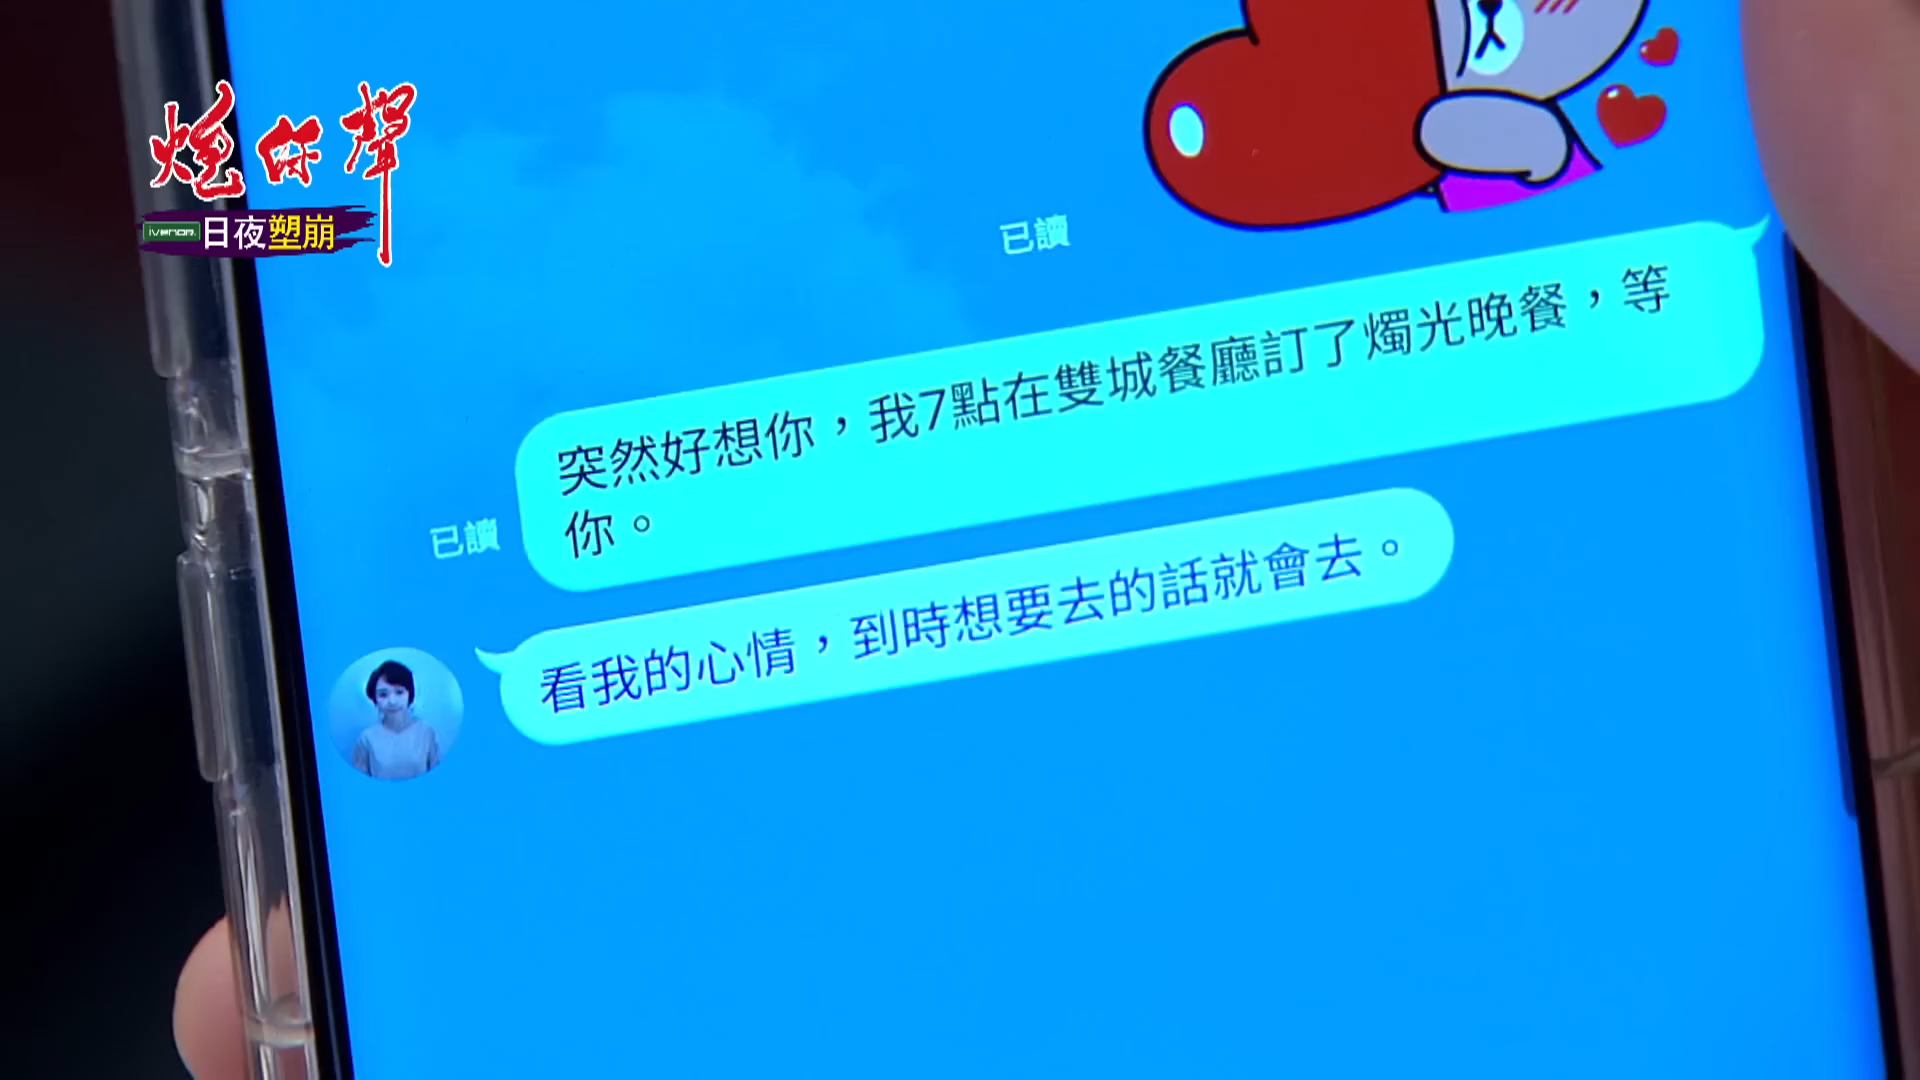 炮仔聲
ivenor
日夜塑崩
已讀
突然好想你，我7點在雙城餐廳訂了燭光晚餐，等
你。
已讀
看我的心情，到時想要去的話就會去。